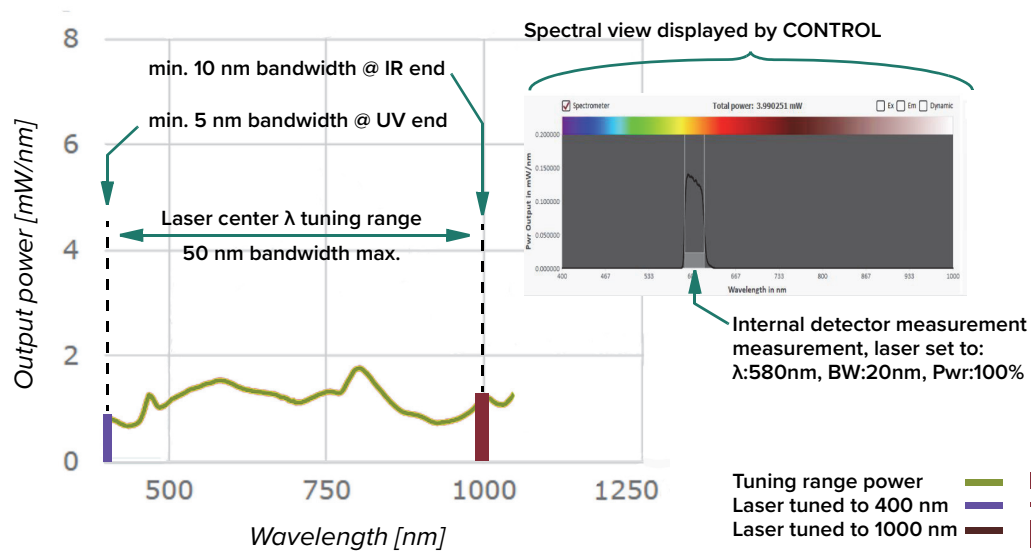 Spectral view displayed by CONTROL
8
6
4
2
0
500
750
1000
1250
Output power [mW/nm]
Wavelength [nm]
min. 10 nm bandwidth @ IR end
min. 5 nm bandwidth @ UV end
Laser center λ tuning range
50 nm bandwidth max.
Spectrometer
Total power: 3.990251 mW
Ex
Em
Dynamic
Pwr Output in mW/nm
0.200000
0.150000
0.100000
0.050000
0.000000
400
467
533
667
733
800
867
933
1000
Wavelength in nm
Internal detector measurement
measurement, laser set to:
λ:580nm, BW:20nm, Pwr:100%
Tuning range power
Laser tuned to 400 nm
Laser tuned to 1000 nm